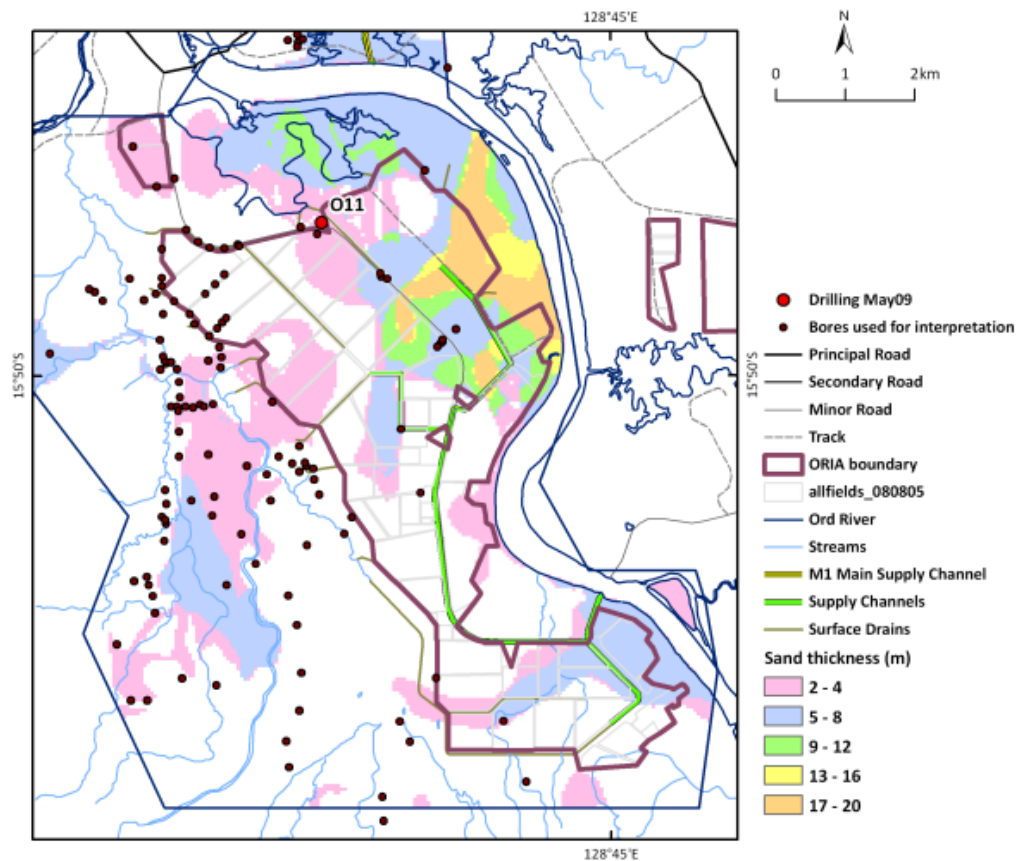 128°45'E
N
0 1 2km
O11
15°50'S
15°50'S
Drilling May09
Bores used for interpretation
Principal Road
Secondary Road
Minor Road
Track
ORIA boundary
allfields_080805
Ord River
Streams
M1 Main Supply Channel
Supply Channels
Surface Drains
Sand thickness (m)
2 - 4
5 - 8
9 - 12
13 - 16
17 - 20
128°45'E